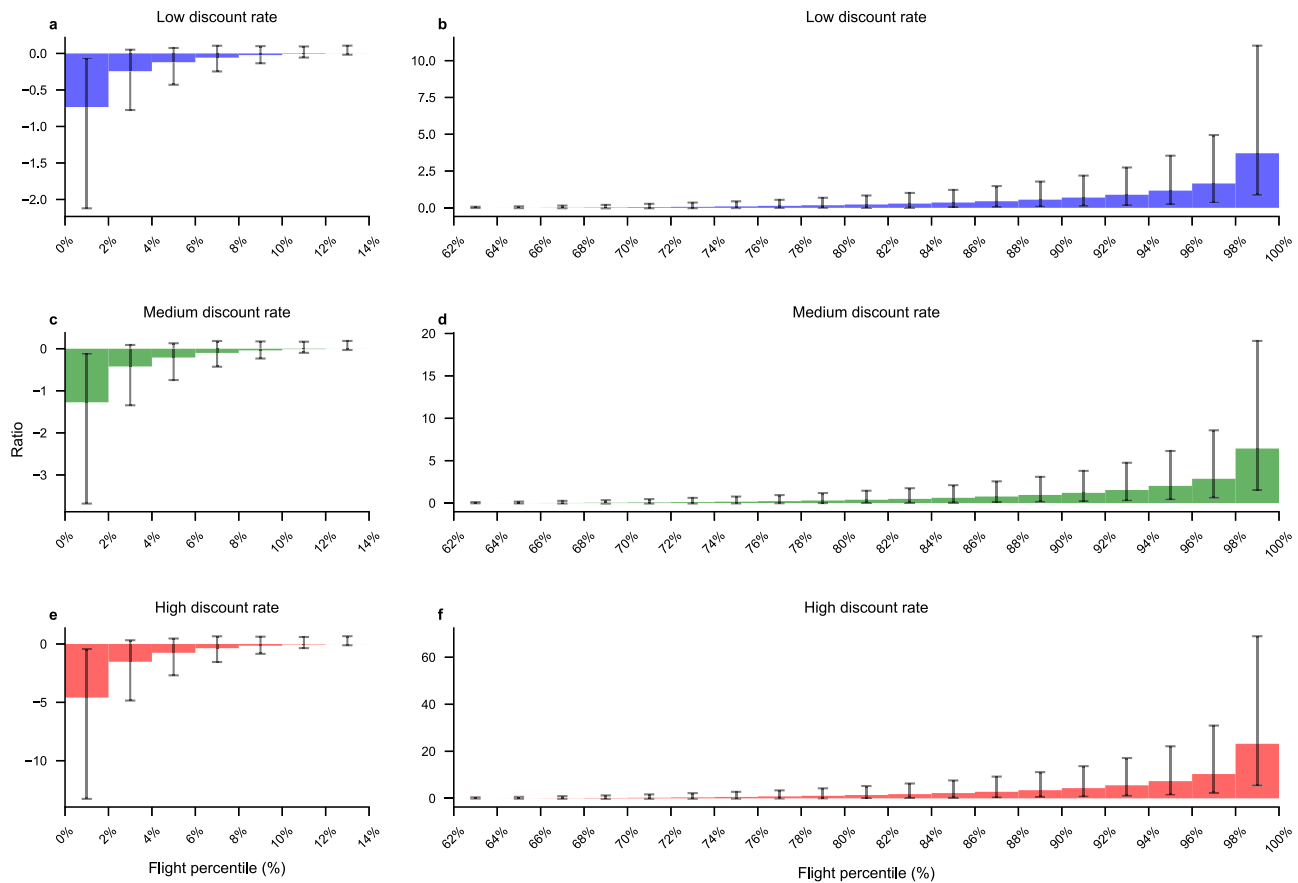 a Low discount rate
0.0
−0.5
−1.0
−1.5
−2.0
0% 2% 4% 6% 8% 10% 12% 14%
b Low discount rate
10.0
7.5
5.0
2.5
0.0
62% 64% 66% 68% 70% 72% 74% 76% 78% 80% 82% 84% 86% 88% 90% 92% 94% 96% 98% 100%
c Medium discount rate
0
−1
−2
−3
Ratio
0% 2% 4% 6% 8% 10% 12% 14%
d Medium discount rate
20
15
10
5
0
62% 64% 66% 68% 70% 72% 74% 76% 78% 80% 82% 84% 86% 88% 90% 92% 94% 96% 98% 100%
e High discount rate
0
−5
−10
0% 2% 4% 6% 8% 10% 12% 14%
Flight percentile (%)
f High discount rate
60
40
20
0
62% 64% 66% 68% 70% 72% 74% 76% 78% 80% 82% 84% 86% 88% 90% 92% 94% 96% 98% 100%
Flight percentile (%)